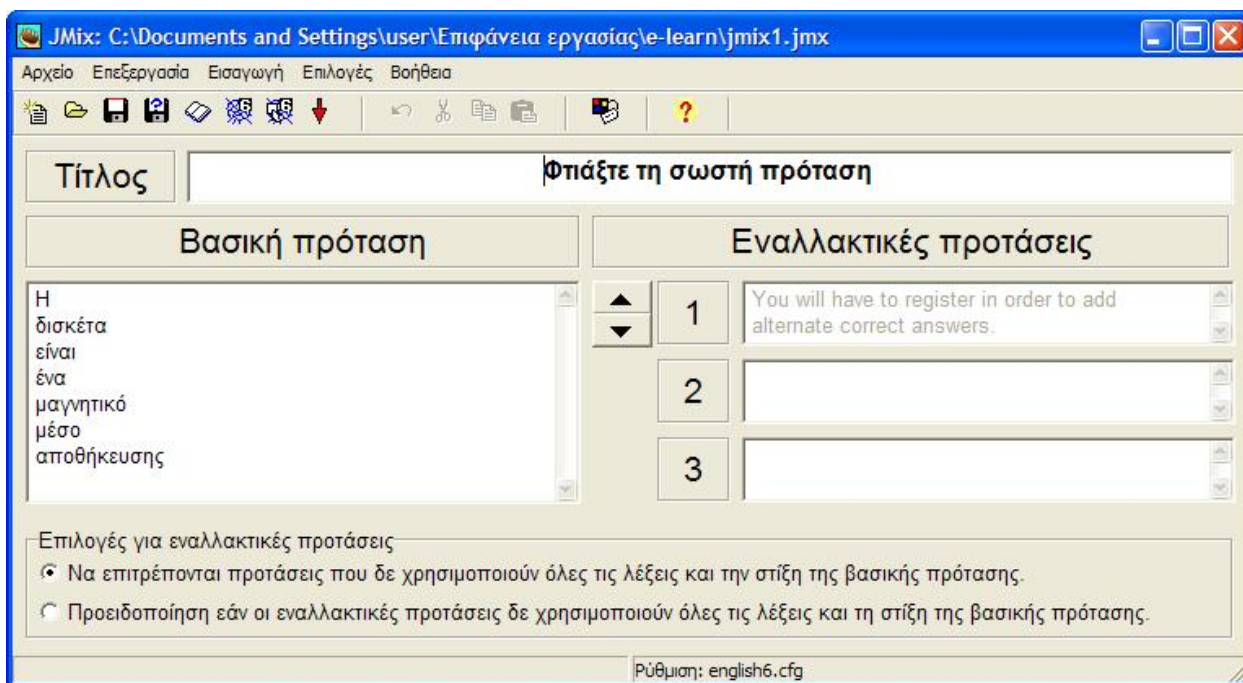 JMix: C:\Documents and Settings\user\Επιφάνεια εργασίας\e-learn\jmix1.jmx
Αρχείο Επεξεργασία Εισαγωγή Επιλογές Βοήθεια
Τίτλος
Φτιάξτε τη σωστή πρόταση
Βασική πρόταση
Εναλλακτικές προτάσεις
Η
δισκέτα
είναι
ένα
μαγνητικό
μέσο
αποθήκευσης
1
You will have to register in order to add
alternate correct answers.
2
3
Επιλογές για εναλλακτικές προτάσεις
Να επιτρέπονται προτάσεις που δε χρησιμοποιούν όλες τις λέξεις και την στίξη της βασικής πρότασης.
Προειδοποίηση εάν οι εναλλακτικές προτάσεις δε χρησιμοποιούν όλες τις λέξεις και τη στίξη της βασικής πρότασης.
Ρύθμιση: english6.cfg